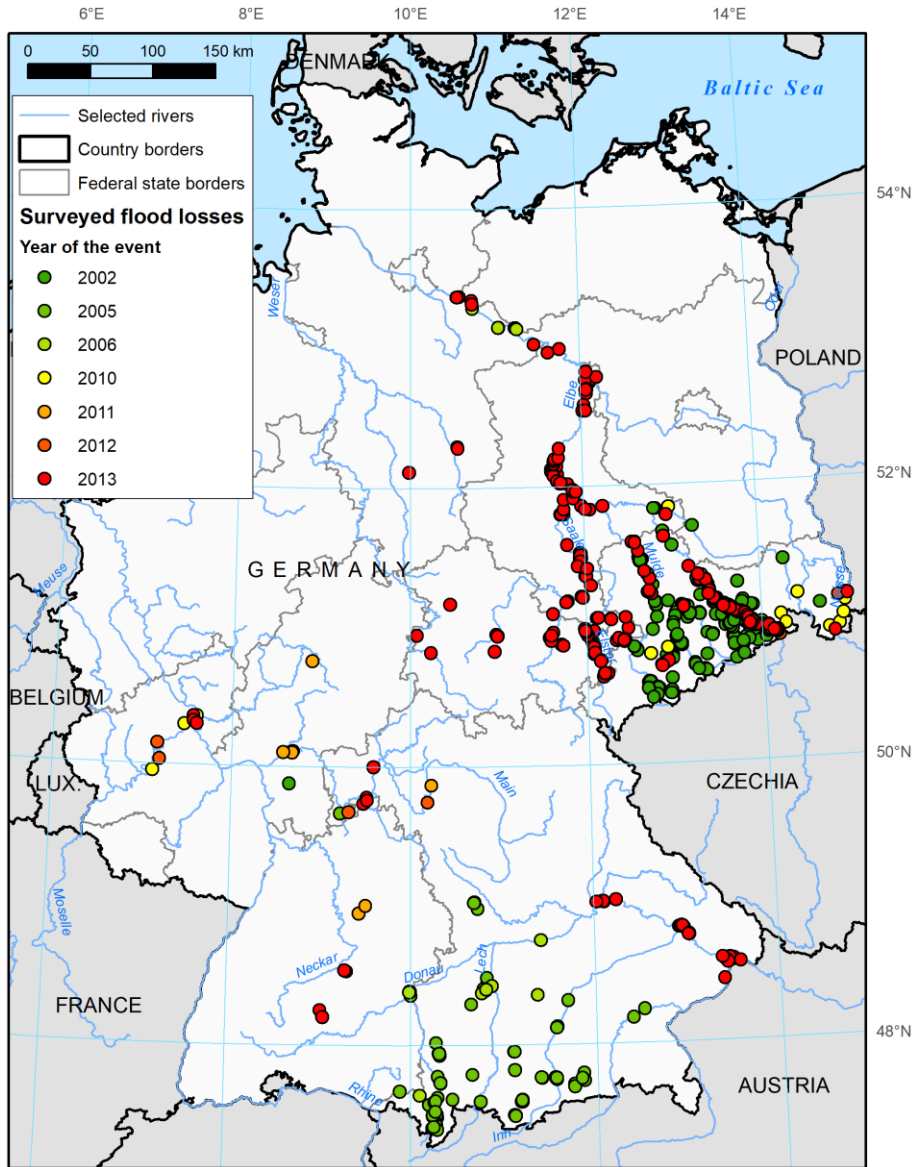 6°E 8°E 10°E 12°E 14°E
0 50 100 150 km
DENMARK
Baltic Sea
Selected rivers
Country borders
Federal state borders
Surveyed flood losses
Year of the event
2002
2005
2006
2010
2011
2012
2013
54°N
Weser
Oder
POLAND
Elbe
52°N
Saale
Mulde
GERMANY
Meuse
Neisse
Elster
BELGIUM
50°N
LUX.
Main
CZECHIA
Moselle
Neckar
Donau
Lech
FRANCE
48°N
Rhine
AUSTRIA
Inn